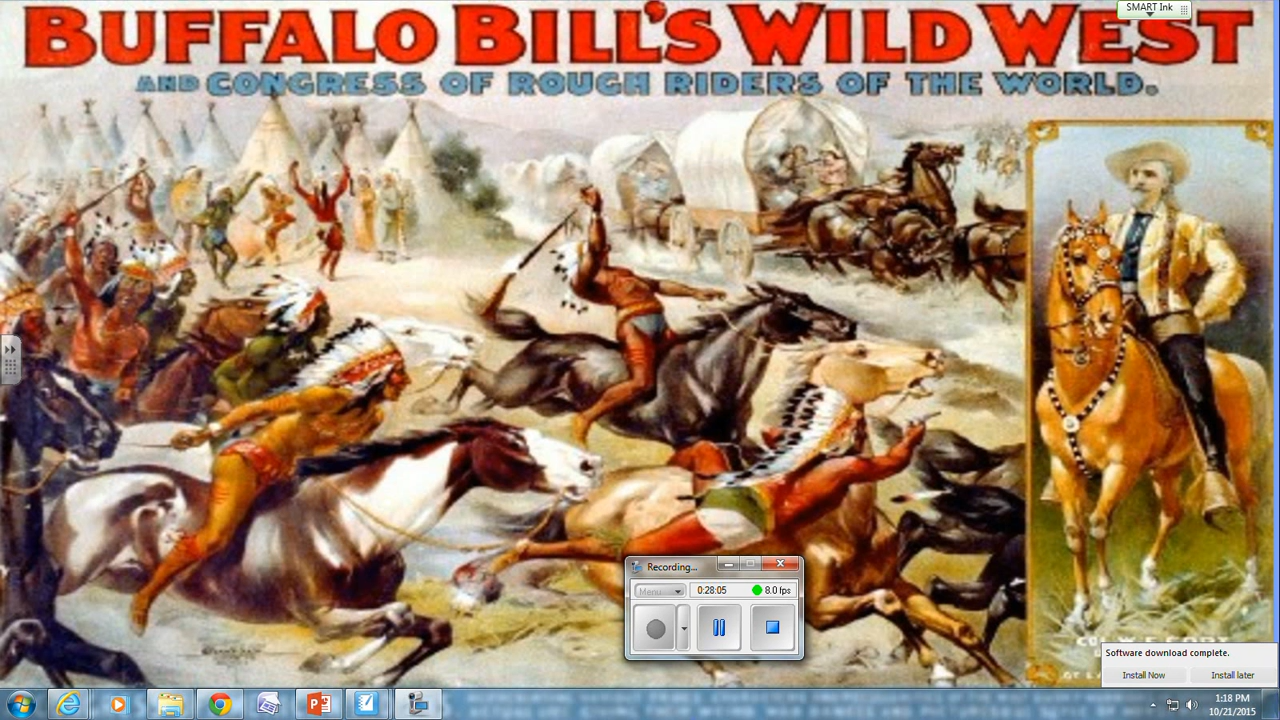 SMART Ink
BUFFALO BILL'S WILD WEST
AND CONGRESS OF ROUGH RIDERS OF THE WORLD.
Recording...
Menu
0:28:05
8.0 fps
Software download complete.
Install Now
Install later
1:18 PM
10/21/2015